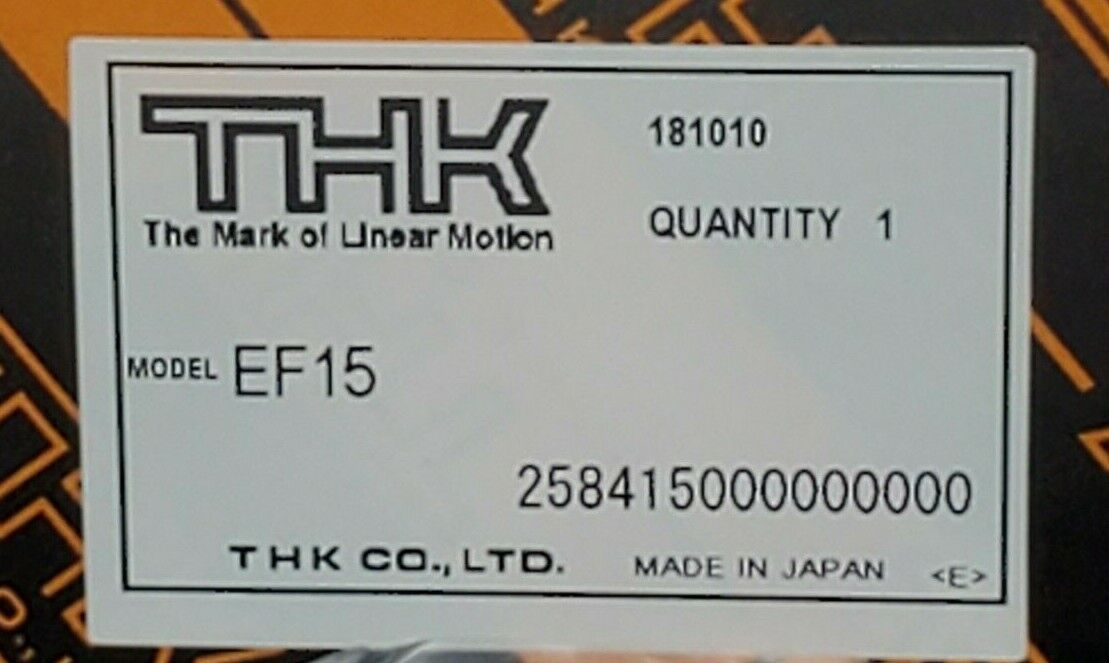 THK
The Mark of Linear Motion
181010
QUANTITY 1
MODEL EF15
258415000000000
THK CO., LTD.
MADE IN JAPAN <E>